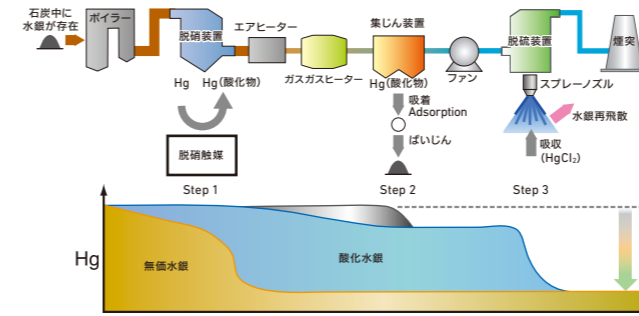 石炭中に
水銀が存在
ボイラー
脱硝装置
エアヒーター
ガスガスヒーター
集じん装置
ファン
脱硫装置
煙突
Hg
Hg(酸化物)
Hg(酸化物)
スプレーノズル
水銀再飛散
吸着
Adsorption
ばいじん
吸収
(HgCl₂)
脱硝触媒
Step 1
Step 2
Step 3
Hg
無価水銀
酸化水銀